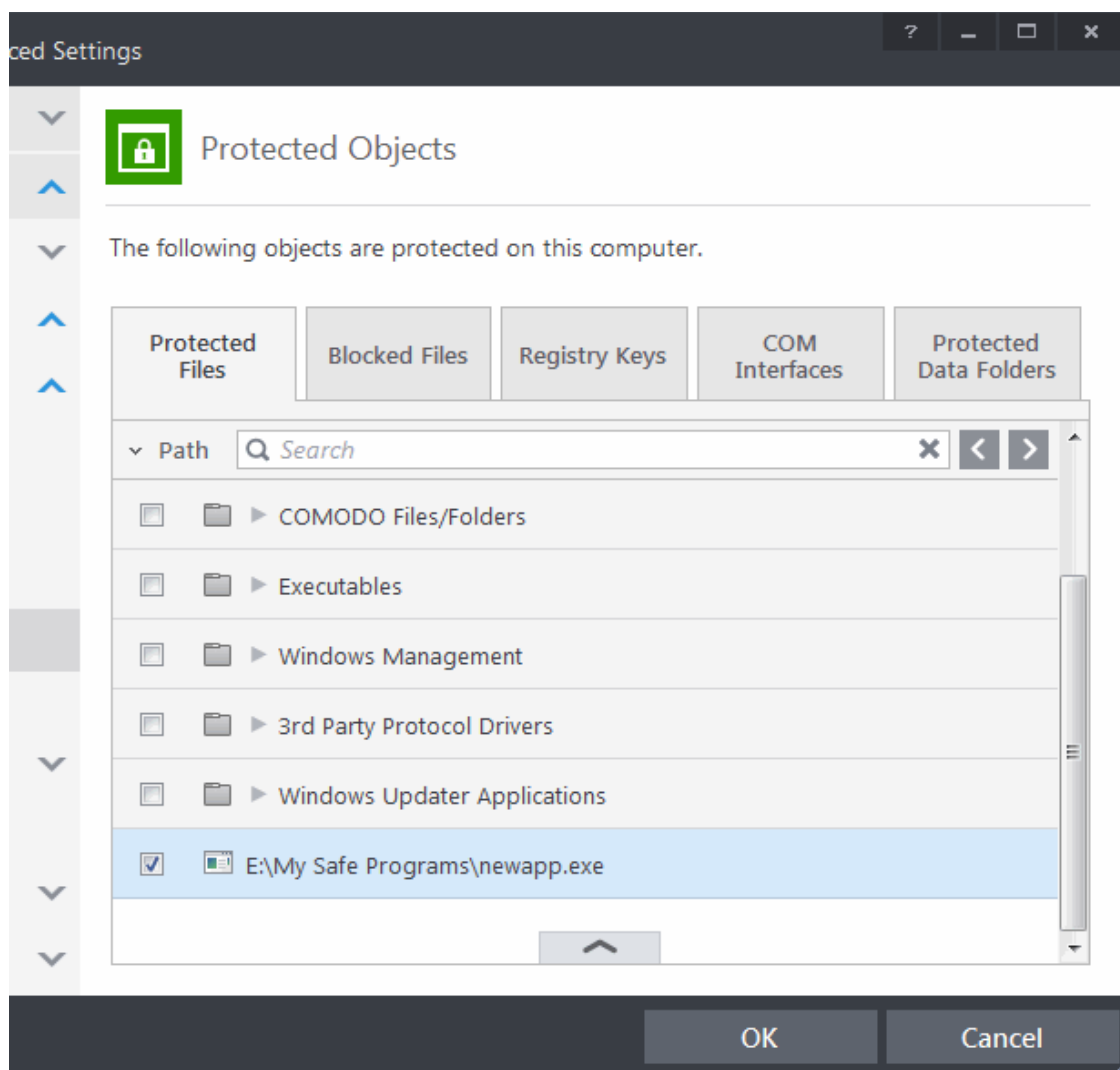 ced Settings
?
Protected Objects
The following objects are protected on this computer.
Protected
Files
Blocked Files
Registry Keys
COM
Interfaces
Protected
Data Folders
Path
Search
COMODO Files/Folders
Executables
Windows Management
3rd Party Protocol Drivers
Windows Updater Applications
E:\My Safe Programs\newapp.exe
OK
Cancel